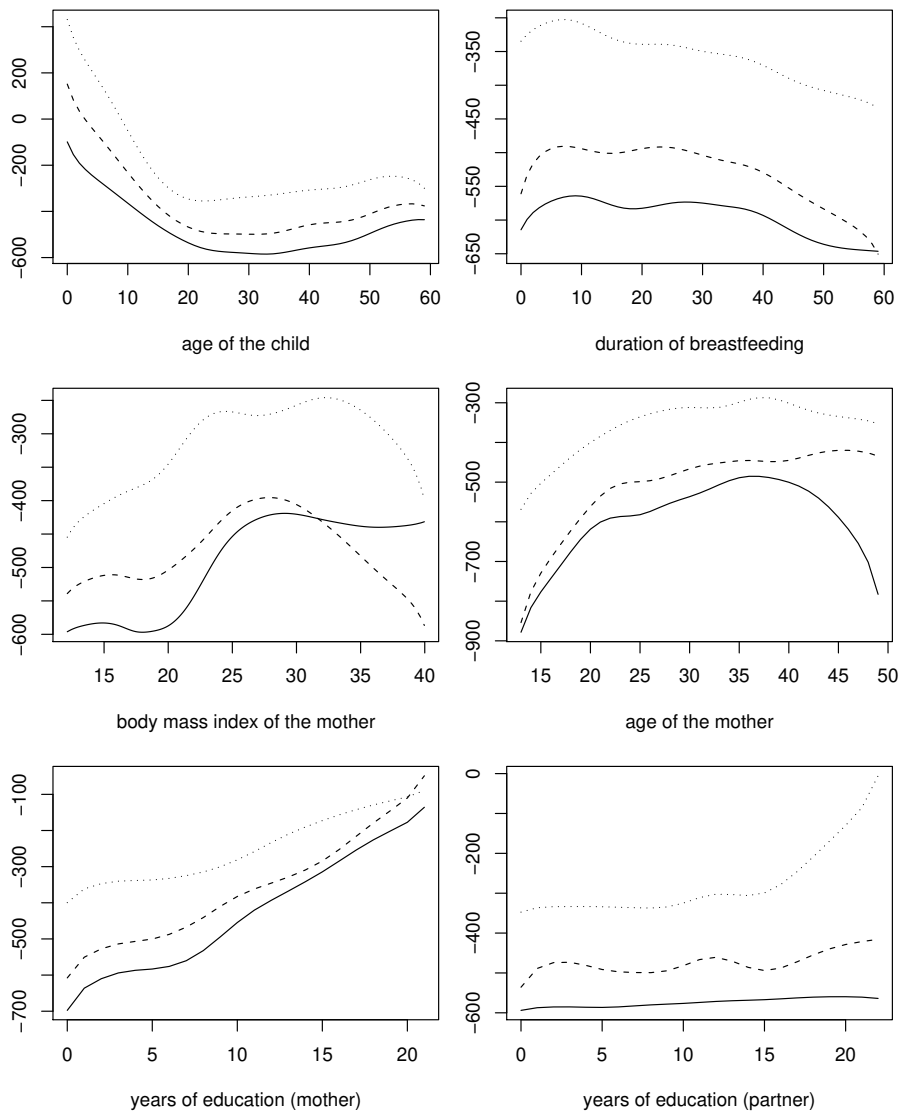 200
0
−200
−600
0 10 20 30 40 50 60
age of the child
−350
−450
−550
−650
0 10 20 30 40 50 60
duration of breastfeeding
−300
−400
−500
−600
15 20 25 30 35 40
body mass index of the mother
−300
−500
−700
−900
15 20 25 30 35 40 45 50
age of the mother
−100
−300
−500
−700
0 5 10 15 20
years of education (mother)
0
−200
−400
−600
0 5 10 15 20
years of education (partner)